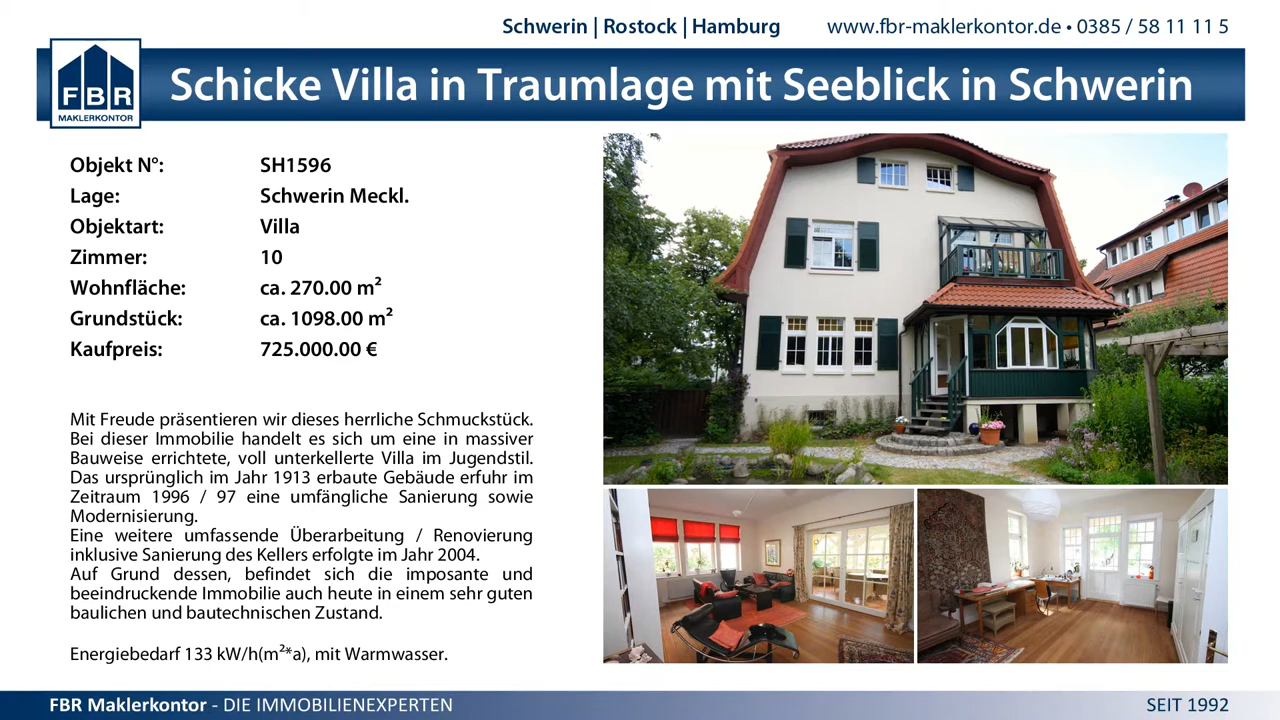 Schwerin | Rostock | Hamburg www.fbr-maklerkontor.de • 0385 / 58 11 11 5
FBR
MAKLERKONTOR
Schicke Villa in Traumlage mit Seeblick in Schwerin
Objekt N°: SH1596
Lage: Schwerin Meckl.
Objektart: Villa
Zimmer: 10
Wohnfläche: ca. 270.00 m²
Grundstück: ca. 1098.00 m²
Kaufpreis: 725.000.00 €
Mit Freude präsentieren wir dieses herrliche Schmuckstück.
Bei dieser Immobilie handelt es sich um eine in massiver
Bauweise errichtete, voll unterkellerte Villa im Jugendstil.
Das ursprünglich im Jahr 1913 erbaute Gebäude erfuhr im
Zeitraum 1996 / 97 eine umfängliche Sanierung sowie
Modernisierung.
Eine weitere umfassende Überarbeitung / Renovierung
inklusive Sanierung des Kellers erfolgte im Jahr 2004.
Auf Grund dessen, befindet sich die imposante und
beeindruckende Immobilie auch heute in einem sehr guten
baulichen und bautechnischen Zustand.
Energiebedarf 133 kW/h(m²*a), mit Warmwasser.
FBR Maklerkontor - DIE IMMOBILIENEXPERTEN SEIT 1992